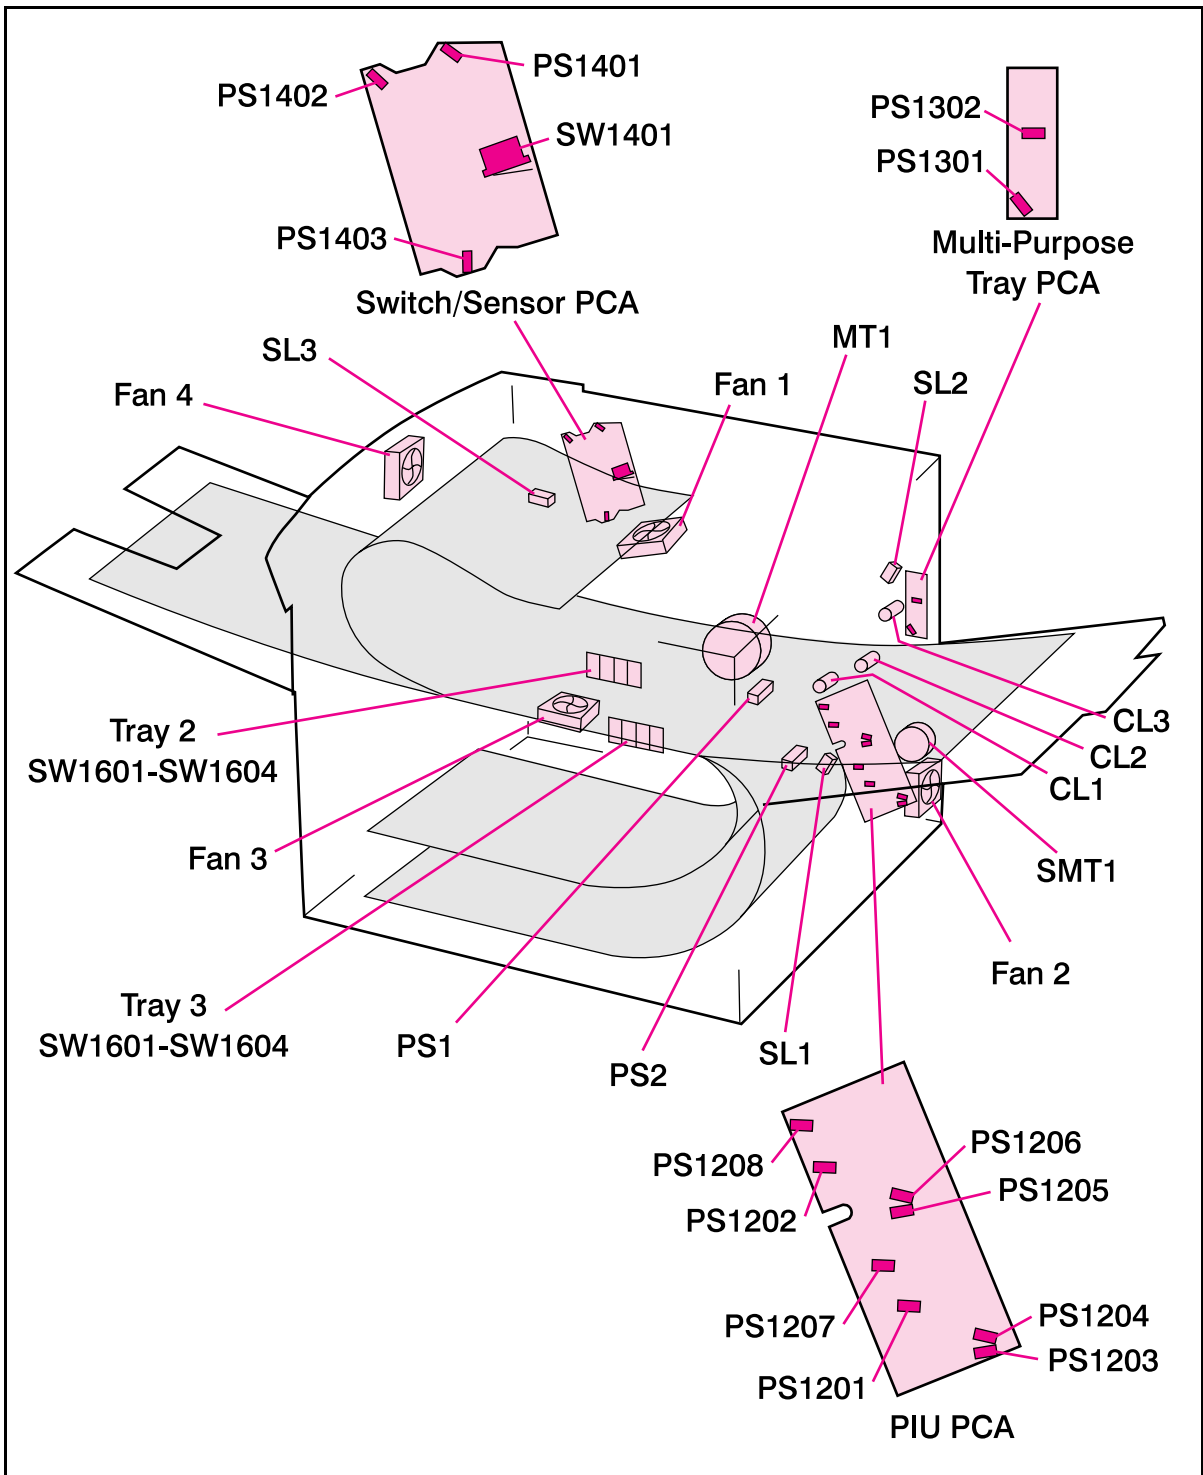 PS1401
PS1402
SW1401
PS1403
Switch/Sensor PCA
PS1302
PS1301
Multi-Purpose
Tray PCA
SL3
MT1
Fan 4
Fan 1
SL2
Tray 2
SW1601-SW1604
CL3
CL2
CL1
Fan 3
SMT1
Fan 2
Tray 3
SW1601-SW1604
PS1
PS2
SL1
PS1208
PS1206
PS1202
PS1205
PS1207
PS1204
PS1201
PS1203
PIU PCA